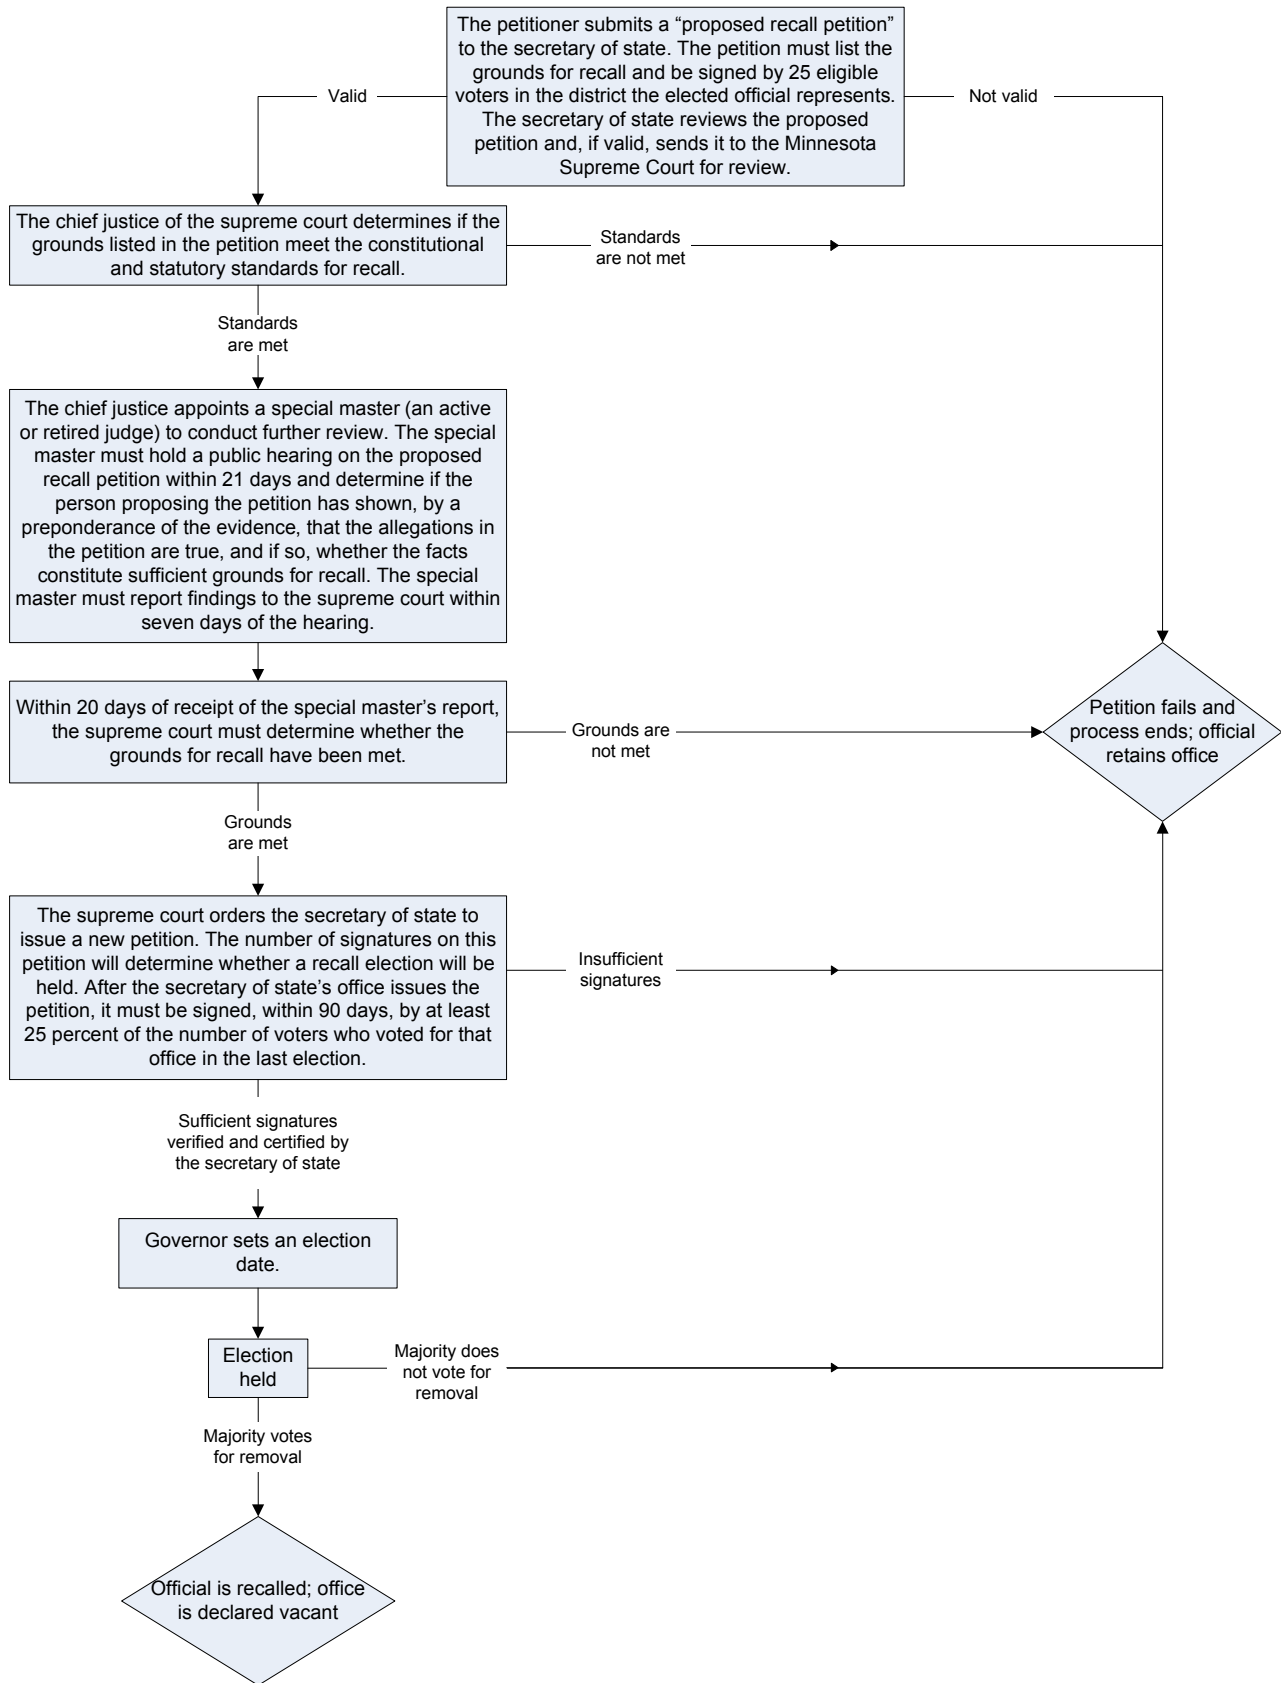 The petitioner submits a “proposed recall petition”
to the secretary of state. The petition must list the
grounds for recall and be signed by 25 eligible
voters in the district the elected official represents.
The secretary of state reviews the proposed
petition and, if valid, sends it to the Minnesota
Supreme Court for review.
Valid
Not valid
The chief justice of the supreme court determines if the
grounds listed in the petition meet the constitutional
and statutory standards for recall.
Standards
are not met
Standards
are met
The chief justice appoints a special master (an active
or retired judge) to conduct further review. The special
master must hold a public hearing on the proposed
recall petition within 21 days and determine if the
person proposing the petition has shown, by a
preponderance of the evidence, that the allegations in
the petition are true, and if so, whether the facts
constitute sufficient grounds for recall. The special
master must report findings to the supreme court within
seven days of the hearing.
Within 20 days of receipt of the special master’s report,
the supreme court must determine whether the
grounds for recall have been met.
Grounds are
not met
Petition fails and
process ends; official
retains office
Grounds
are met
The supreme court orders the secretary of state to
issue a new petition. The number of signatures on this
petition will determine whether a recall election will be
held. After the secretary of state’s office issues the
petition, it must be signed, within 90 days, by at least
25 percent of the number of voters who voted for that
office in the last election.
Insufficient
signatures
Sufficient signatures
verified and certified by
the secretary of state
Governor sets an election
date.
Election
held
Majority does
not vote for
removal
Majority votes
for removal
Official is recalled; office
is declared vacant